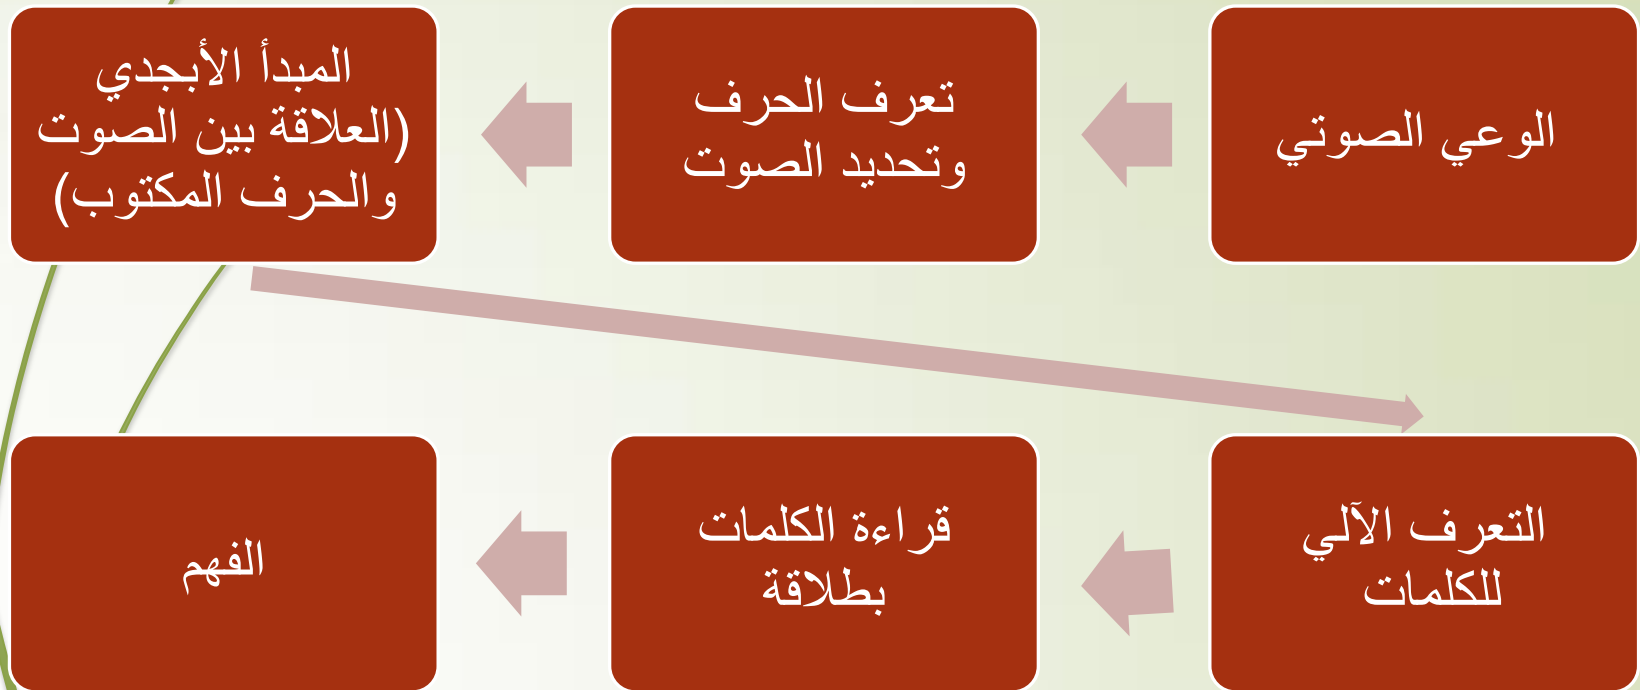 الوعي الصوتي
تعرف الحرف
وتحديد الصوت
المبدأ الأبجدي
(العلاقة بين الصوت
والحرف المكتوب)
التعرف الآلي
للكلمات
قراءة الكلمات
بطلاقة
الفهم